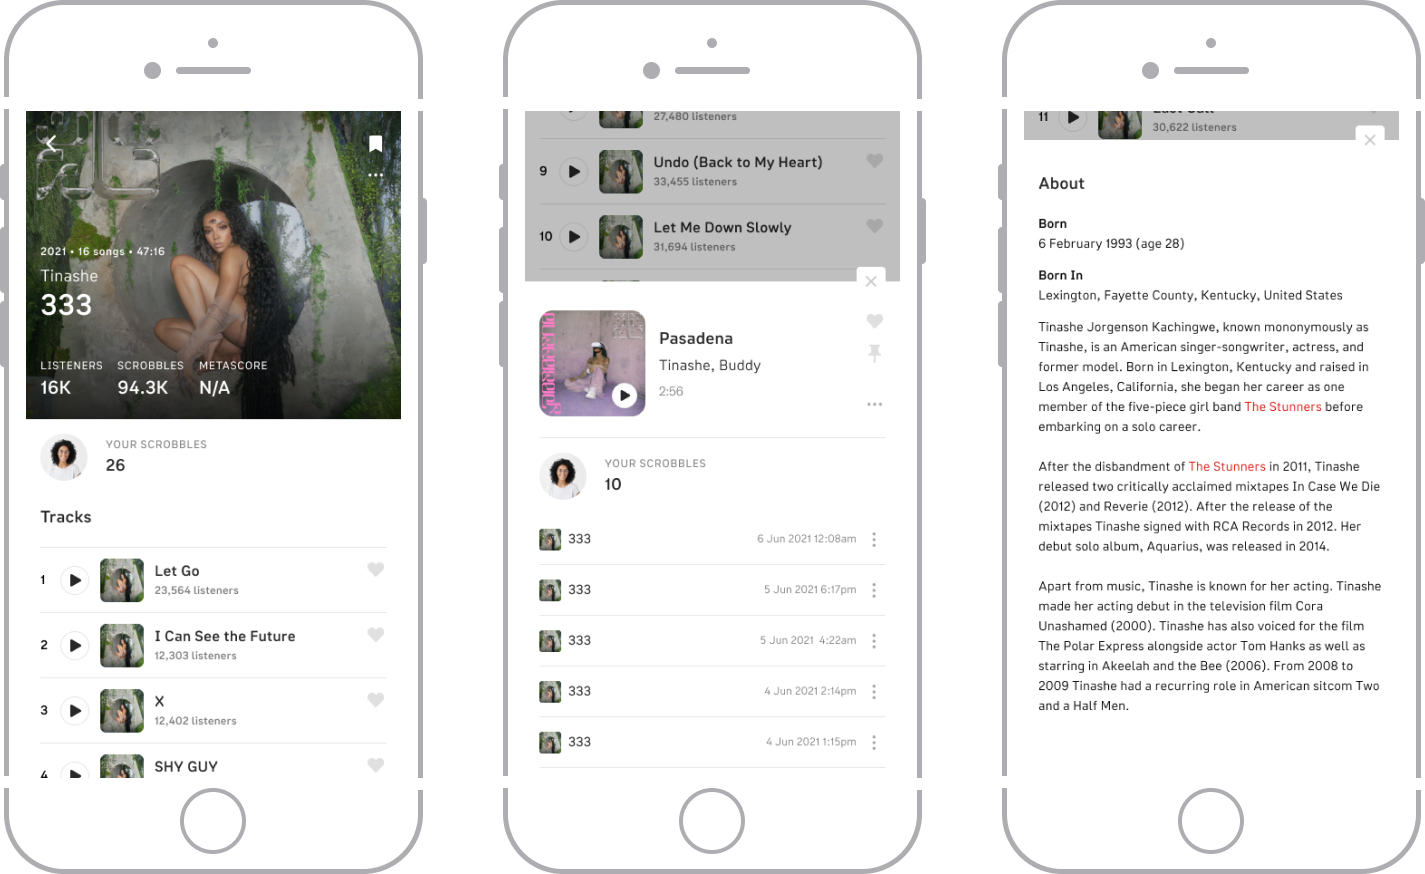 2021 • 16 songs • 47:16
Tinashe
333
LISTENERS SCROBBLES METASCORE
16K 94.3K N/A
YOUR SCROBBLES
26
Tracks
1 Let Go
23,564 listeners
2 I Can See the Future
12,303 listeners
3 X
12,402 listeners
4 SHY GUY
27,480 listeners
9 Undo (Back to My Heart)
33,455 listeners
10 Let Me Down Slowly
31,694 listeners
Pasadena
Tinashe, Buddy
2:56
YOUR SCROBBLES
10
333 6 Jun 2021 12:08am
333 5 Jun 2021 6:17pm
333 5 Jun 2021 4:22am
333 4 Jun 2021 2:14pm
333 4 Jun 2021 1:15pm
11 Last Call
30,622 listeners
About
Born
6 February 1993 (age 28)
Born In
Lexington, Fayette County, Kentucky, United States
Tinashe Jorgenson Kachingwe, known mononymously as
Tinashe, is an American singer-songwriter, actress, and
former model. Born in Lexington, Kentucky and raised in
Los Angeles, California, she began her career as one
member of the five-piece girl band The Stunners before
embarking on a solo career.
After the disbandment of The Stunners in 2011, Tinashe
released two critically acclaimed mixtapes In Case We Die
(2012) and Reverie (2012). After the release of the
mixtapes Tinashe signed with RCA Records in 2012. Her
debut solo album, Aquarius, was released in 2014.
Apart from music, Tinashe is known for her acting. Tinashe
made her acting debut in the television film Cora
Unashamed (2000). Tinashe has also voiced for the film
The Polar Express alongside actor Tom Hanks as well as
starring in Akeelah and the Bee (2006). From 2008 to
2009 Tinashe had a recurring role in American sitcom Two
and a Half Men.